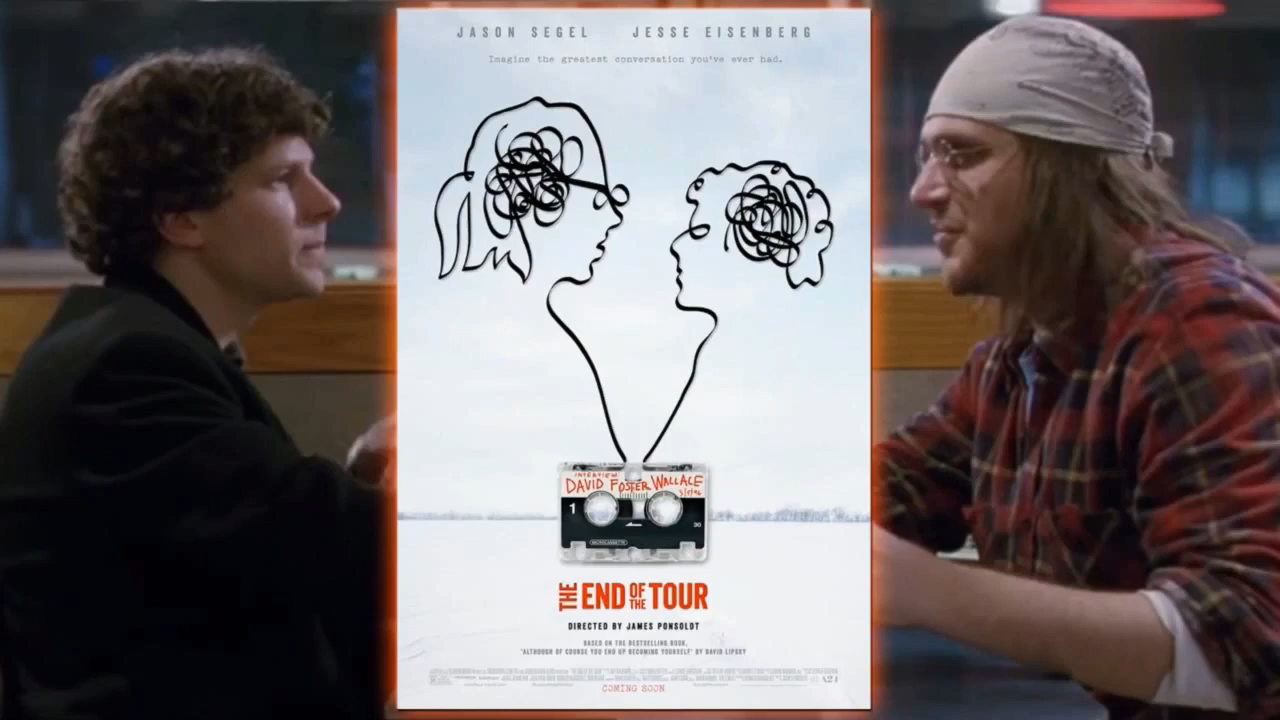 JASON SEGEL JESSE EISENBERG
Imagine the greatest conversation you've ever had.
INTERVIEW
DAVID FOSTER WALLACE
1
30
MICROCASSETTE
THE END OF THE TOUR
DIRECTED BY JAMES PONSOLDT
BASED ON THE BESTSELLING BOOK,
'ALTHOUGH OF COURSE YOU END UP BECOMING YOURSELF' BY DAVID LIPSKY
COMING SOON